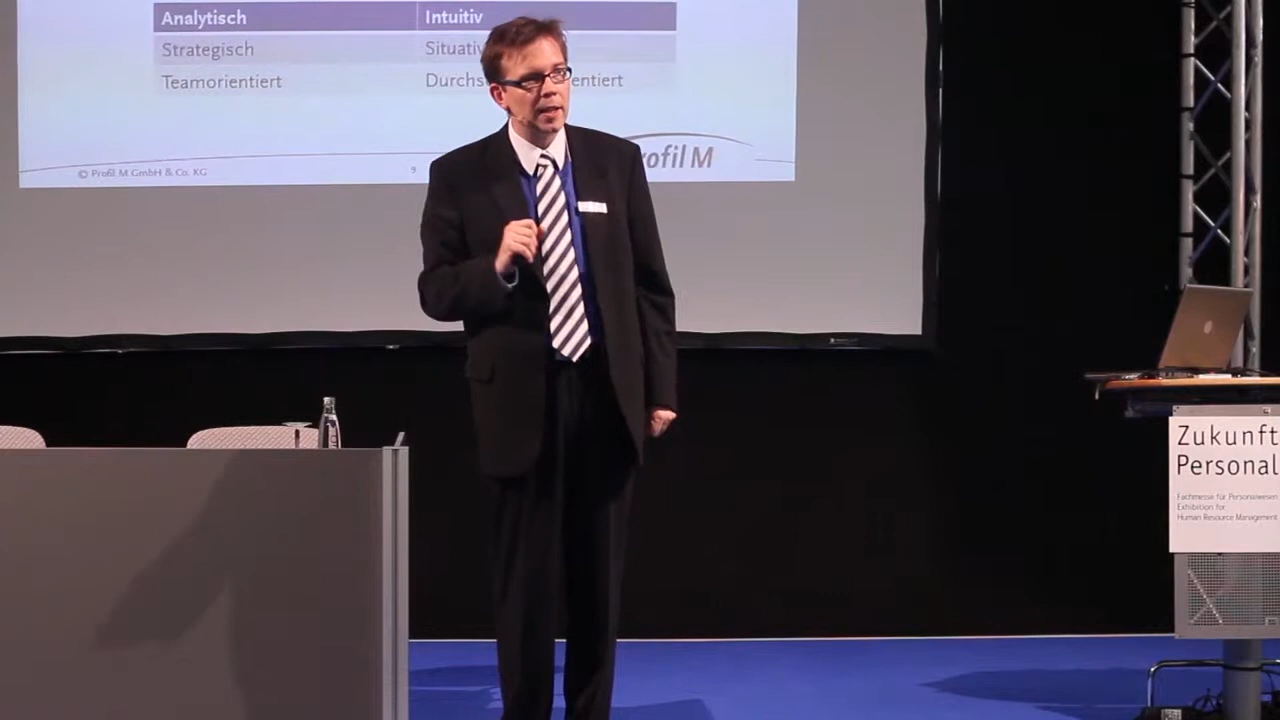 Analytisch Intuitiv
Strategisch
Teamorientiert
© Profil M GmbH & Co. KG 9
Zukunft
Personal
Fachmesse für Personalwesen
Exhibition for
Human Resource Management